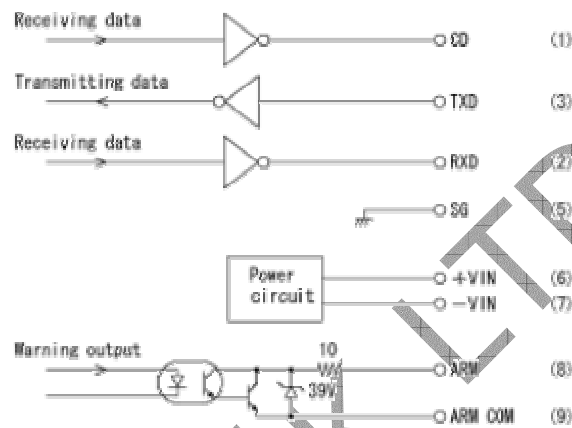 Receiving data
CD (1)
Transmitting data
TXD (3)
Receiving data
RXD (2)
SG (5)
Power circuit
+VIN (6)
−VIN (7)
Warning output
10
39V
ARM (8)
ARM COM (9)